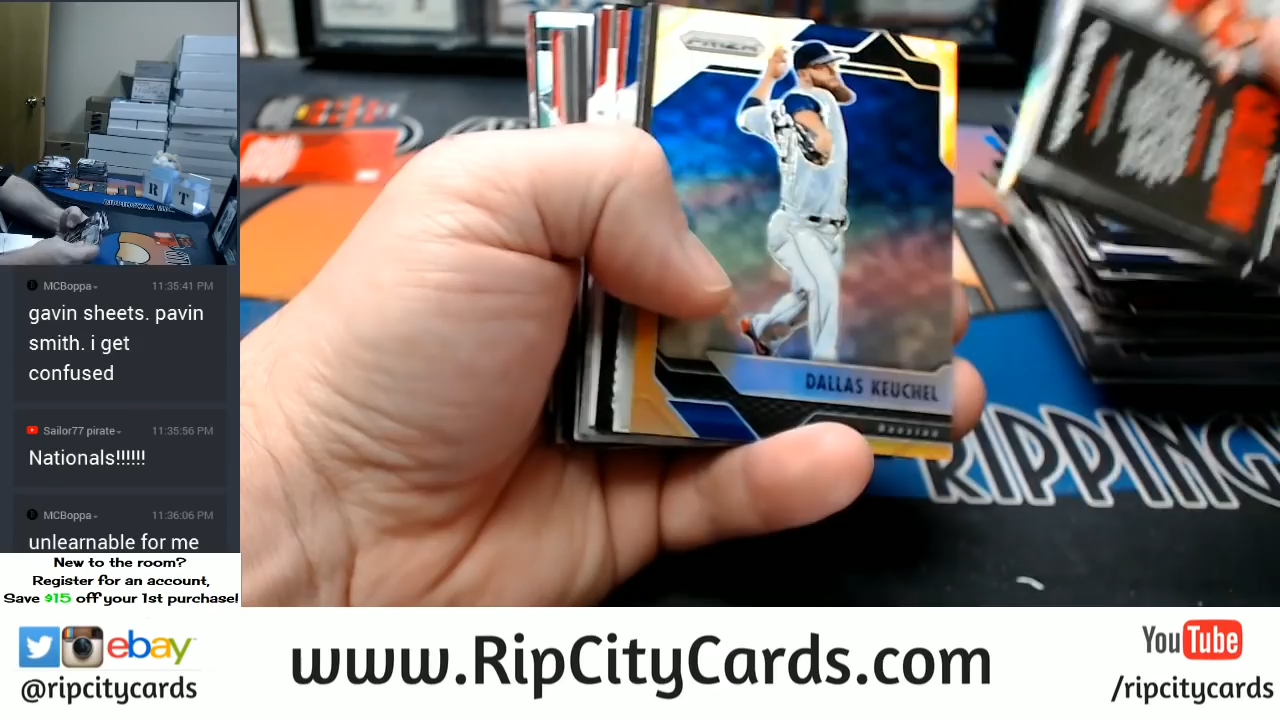 MCBoppa
11:35:41 PM
gavin sheets. pavin
smith. i get
confused
Sailor77 pirate
11:35:56 PM
Nationals!!!!!!
MCBoppa
11:36:06 PM
unlearnable for me
New to the room?
Register for an account,
Save $15 off your 1st purchase!
R T
PRIZM
DALLAS KEUCHEL
Houston
RIPPING
ebay
@ripcitycards
www.RipCityCards.com
YouTube
/ripcitycards